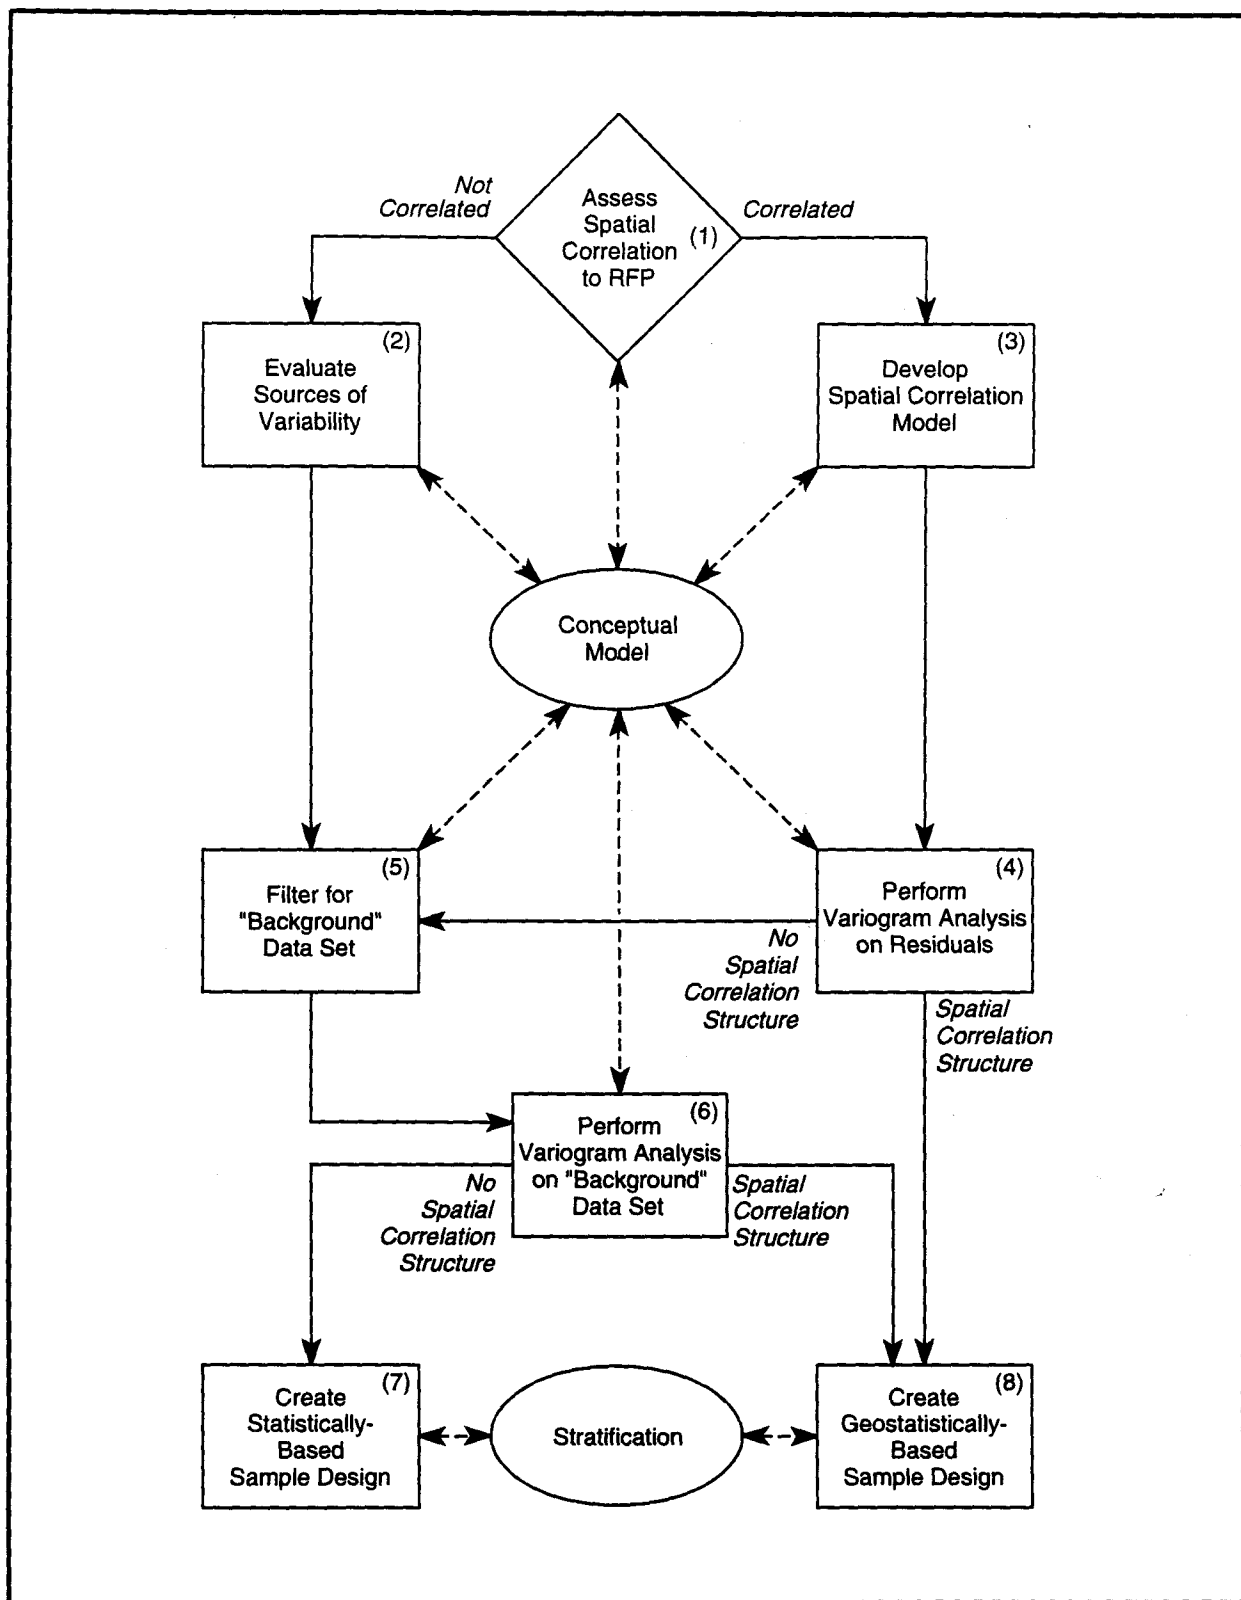 Not
Correlated
Assess
Spatial
Correlation
to RFP
(1)
Correlated
(2)
Evaluate
Sources of
Variability
(3)
Develop
Spatial Correlation
Model
Conceptual
Model
(5)
Filter for
"Background"
Data Set
(4)
Perform
Variogram Analysis
on Residuals
No
Spatial
Correlation
Structure
Spatial
Correlation
Structure
(6)
Perform
Variogram Analysis
on "Background"
Data Set
No
Spatial
Correlation
Structure
Spatial
Correlation
Structure
(7)
Create
Statistically-
Based
Sample Design
Stratification
(8)
Create
Geostatistically-
Based
Sample Design